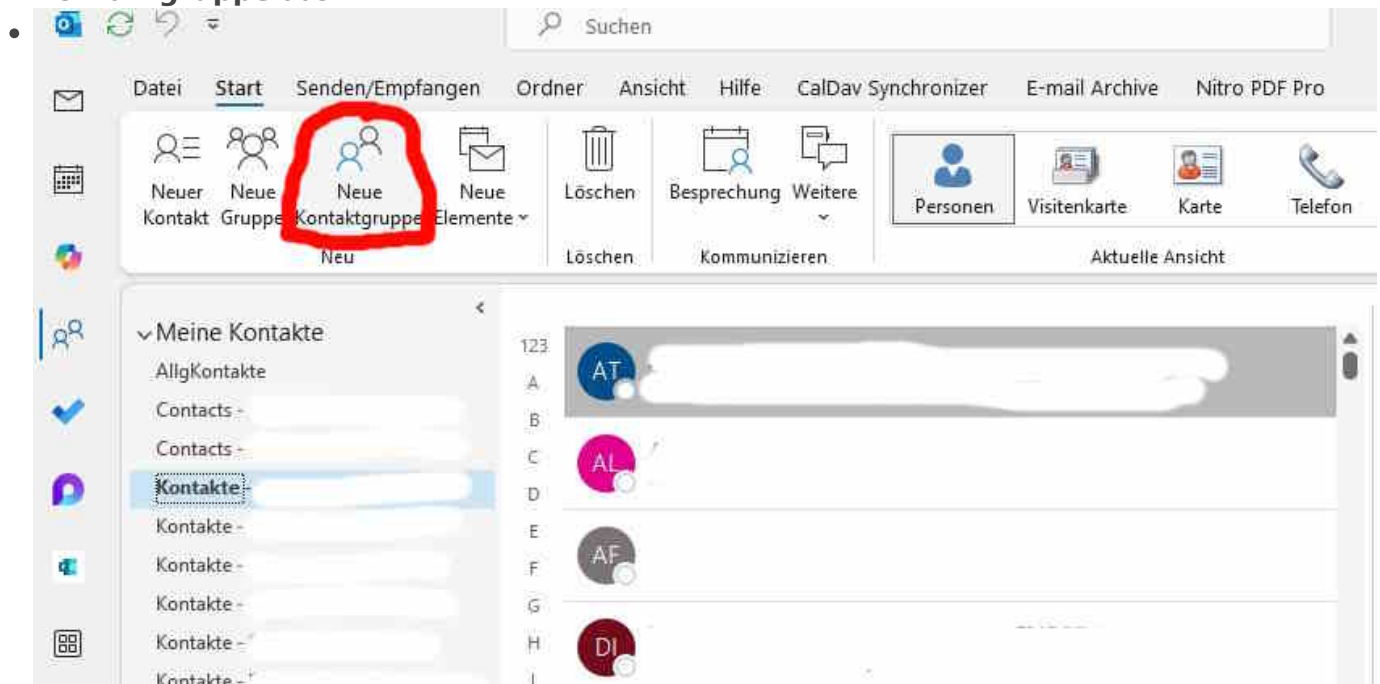 Suchen
Datei Start Senden/Empfangen Ordner Ansicht Hilfe CalDav Synchronizer E-mail Archive Nitro PDF Pro
Neuer Kontakt
Neue Gruppe
Neue Kontaktgruppe
Neue Elemente
Löschen
Besprechung
Weitere
Personen
Visitenkarte
Karte
Telefon
Neu
Löschen
Kommunizieren
Aktuelle Ansicht
Meine Kontakte
AllgKontakte
Contacts -
Contacts -
Kontakte -
Kontakte -
Kontakte -
Kontakte -
Kontakte -
Kontakte -
123
A
B
C
D
E
F
G
H
AT
AL
AF
DI